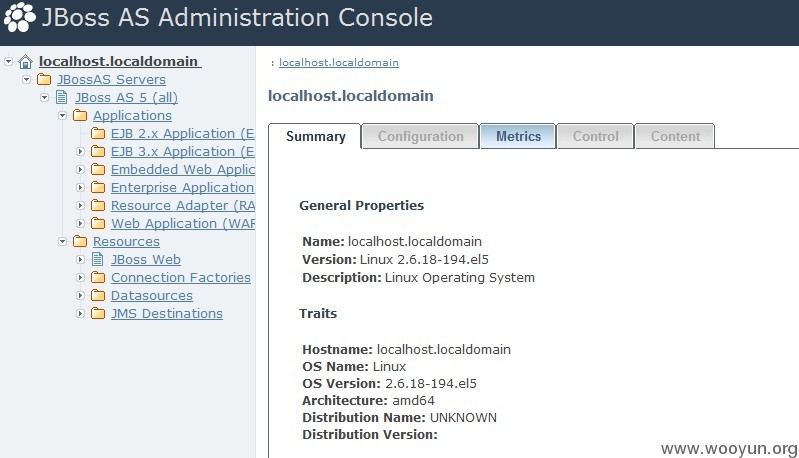 JBoss AS Administration Console
localhost.localdomain
JBossAS Servers
JBoss AS 5 (all)
Applications
EJB 2.x Application (E
EJB 3.x Application (E
Embedded Web Applic
Enterprise Application
Resource Adapter (RA
Web Application (WAR
Resources
JBoss Web
Connection Factories
Datasources
JMS Destinations
: localhost.localdomain
localhost.localdomain
Summary Configuration Metrics Control Content
General Properties
Name: localhost.localdomain
Version: Linux 2.6.18-194.el5
Description: Linux Operating System
Traits
Hostname: localhost.localdomain
OS Name: Linux
OS Version: 2.6.18-194.el5
Architecture: amd64
Distribution Name: UNKNOWN
Distribution Version:
www.wooyun.org